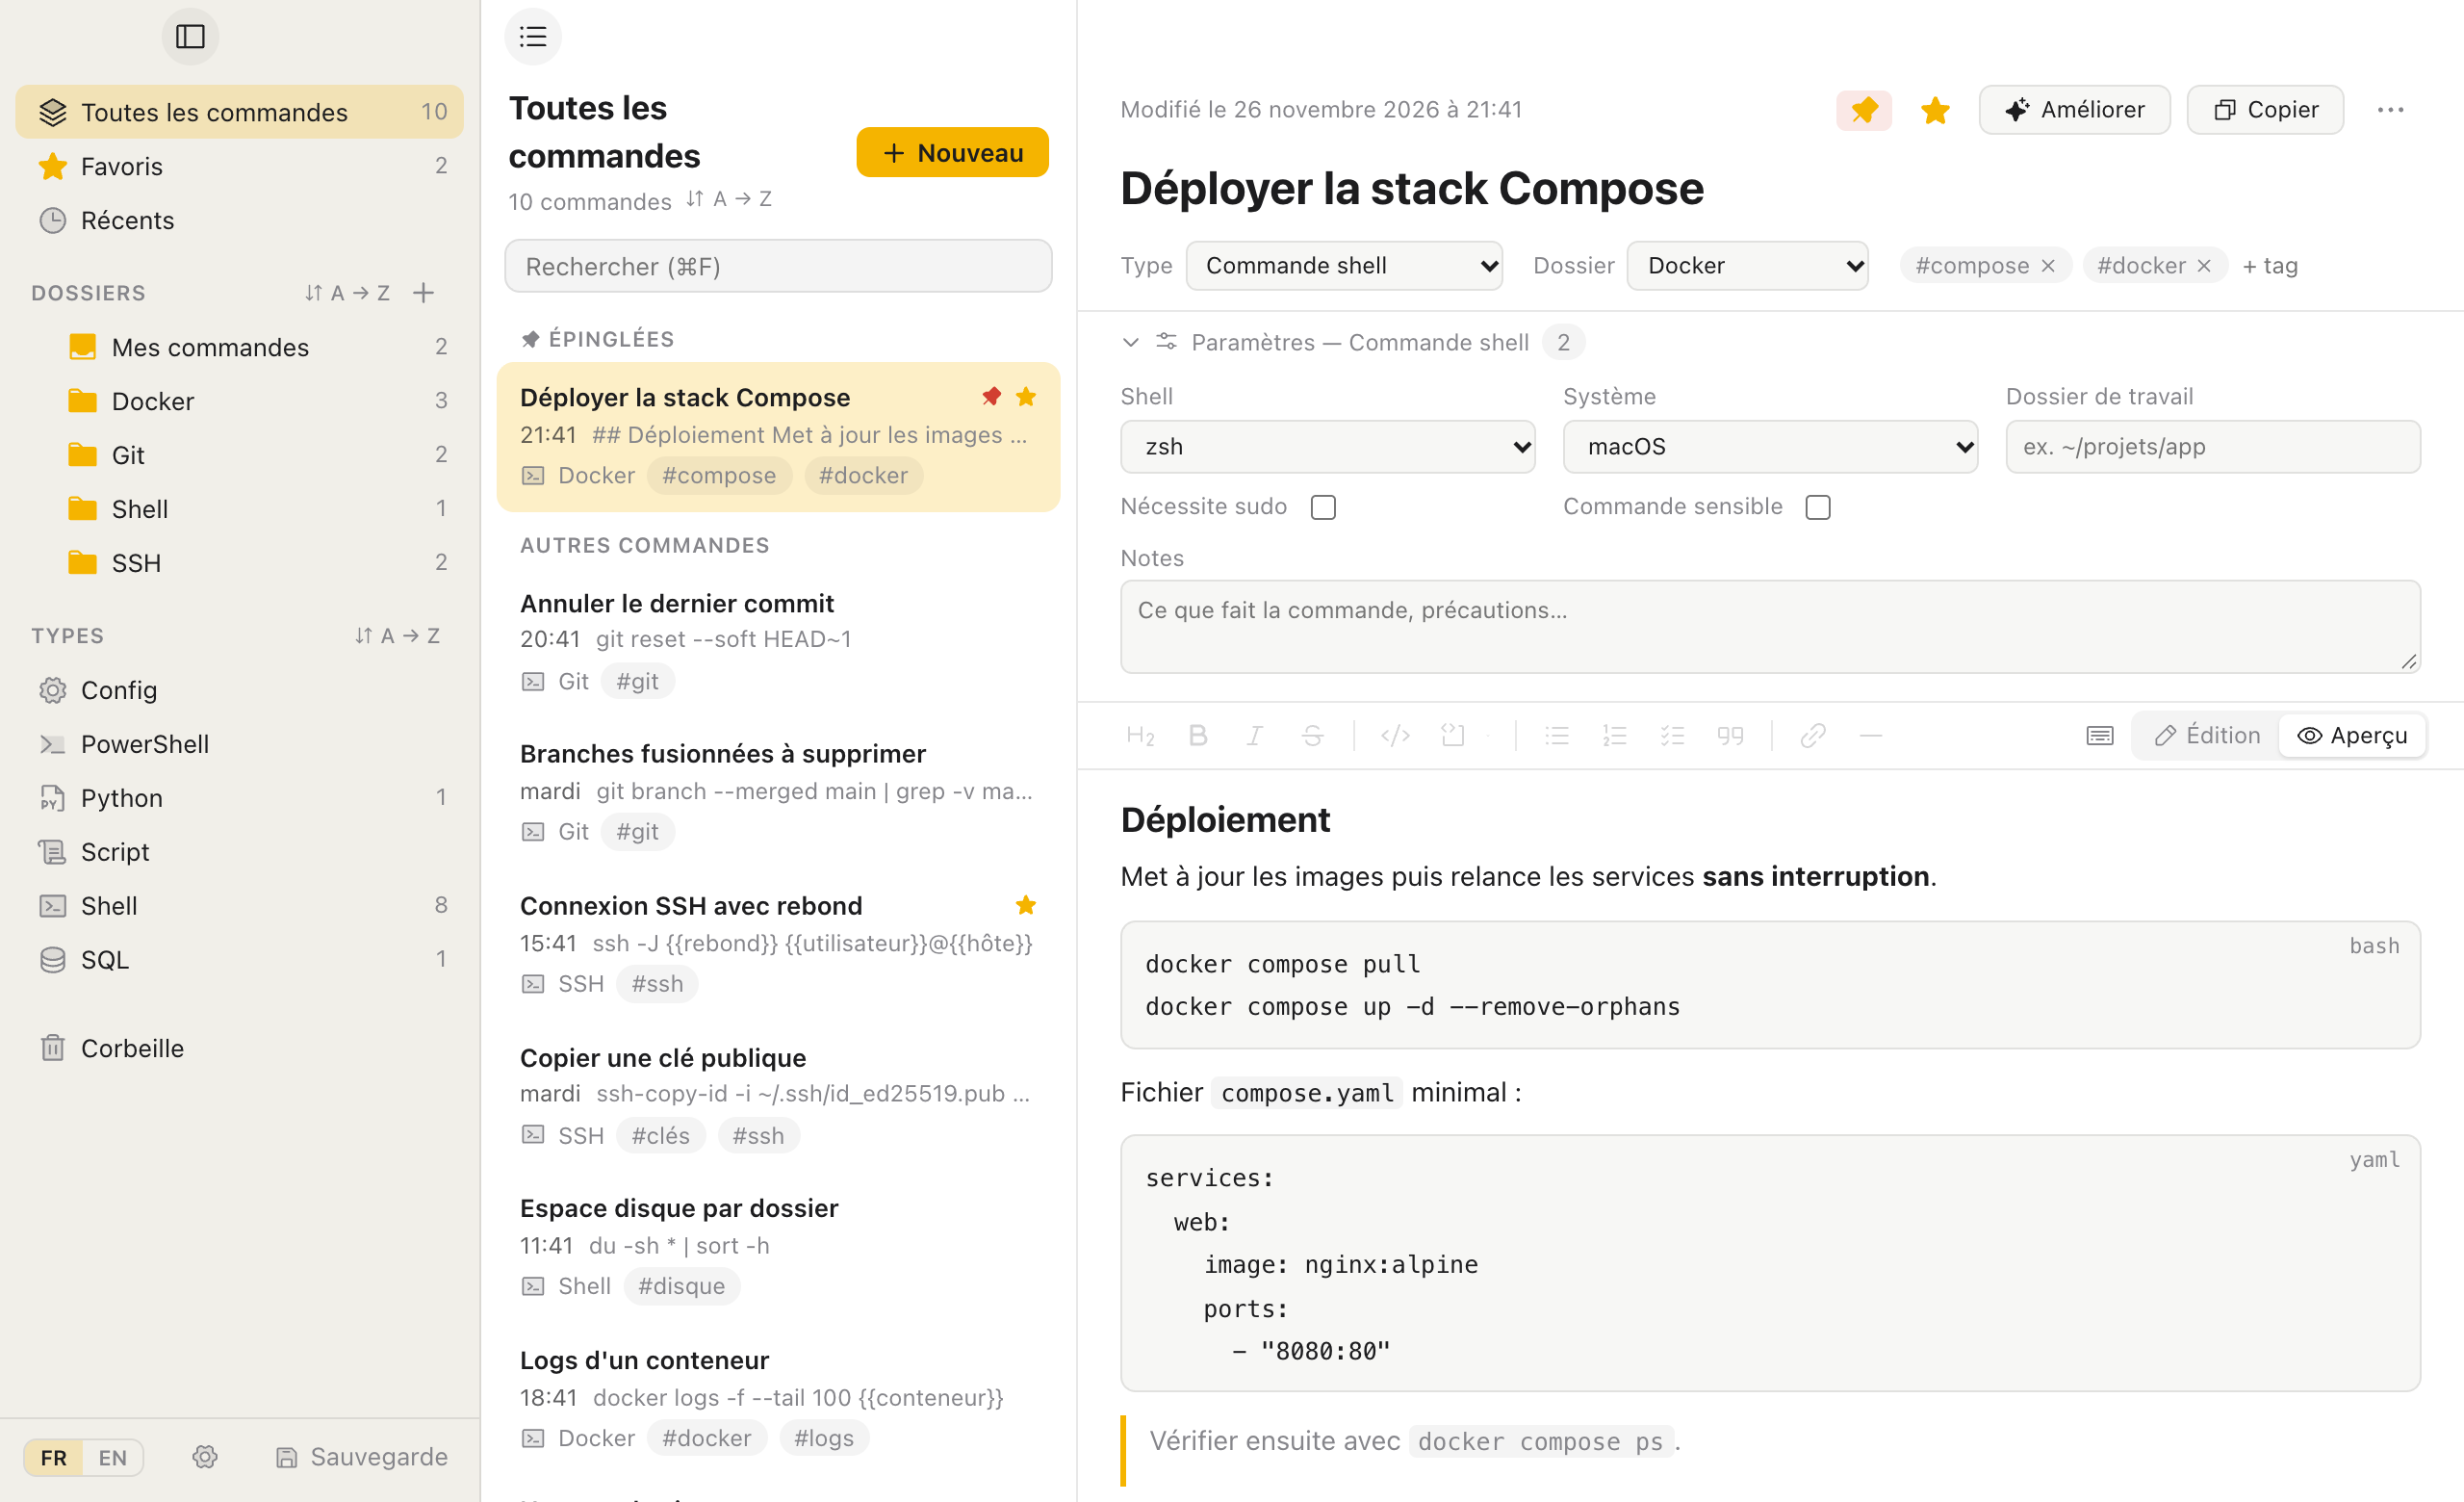 Toutes les commandes 10
Favoris 2
Récents
DOSSIERS A → Z
Mes commandes 2
Docker 3
Git 2
Shell 1
SSH 2
TYPES A → Z
Config
PowerShell
Python 1
Script
Shell 8
SQL 1
Corbeille
FR EN
Sauvegarde
Toutes les
commandes
+ Nouveau
10 commandes A → Z
Rechercher (⌘F)
ÉPINGLÉES
Déployer la stack Compose
21:41 ## Déploiement Met à jour les images ...
Docker #compose #docker
AUTRES COMMANDES
Annuler le dernier commit
20:41 git reset --soft HEAD~1
Git #git
Branches fusionnées à supprimer
mardi git branch --merged main | grep -v ma...
Git #git
Connexion SSH avec rebond
15:41 ssh -J {{rebond}} {{utilisateur}}@{{hôte}}
SSH #ssh
Copier une clé publique
mardi ssh-copy-id -i ~/.ssh/id_ed25519.pub ...
SSH #clés #ssh
Espace disque par dossier
11:41 du -sh * | sort -h
Shell #disque
Logs d'un conteneur
18:41 docker logs -f --tail 100 {{conteneur}}
Docker #docker #logs
Modifié le 26 novembre 2026 à 21:41
Améliorer
Copier
Déployer la stack Compose
Type Commande shell Dossier Docker #compose × #docker × + tag
Paramètres — Commande shell 2
Shell Système Dossier de travail
zsh macOS ex. ~/projets/app
Nécessite sudo Commande sensible
Notes
Ce que fait la commande, précautions...
H2 B I S
Édition Aperçu
Déploiement
Met à jour les images puis relance les services sans interruption.
bash
docker compose pull
docker compose up -d --remove-orphans
Fichier compose.yaml minimal :
yaml
services:
  web:
    image: nginx:alpine
    ports:
      - "8080:80"
Vérifier ensuite avec docker compose ps.